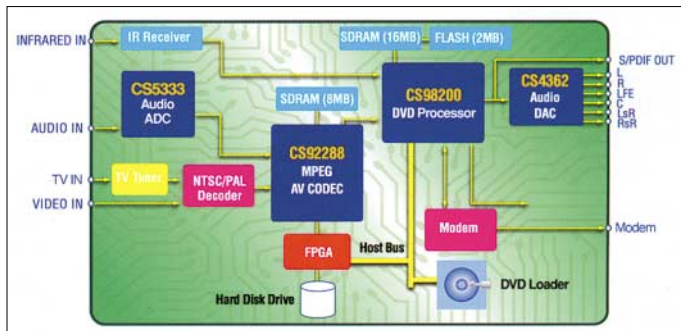 INFRARED IN
IR Receiver
SDRAM (16MB)
FLASH (2MB)
S/PDIF OUT
CS5333
Audio
ADC
SDRAM (8MB)
CS98200
DVD Processor
CS4362
Audio
DAC
L
R
LFE
C
LsR
RsR
AUDIO IN
CS92288
MPEG
AV CODEC
TV IN
TV Tuner
NTSC/PAL
Decoder
VIDEO IN
Modem
Modem
FPGA
Host Bus
Hard Disk Drive
DVD Loader